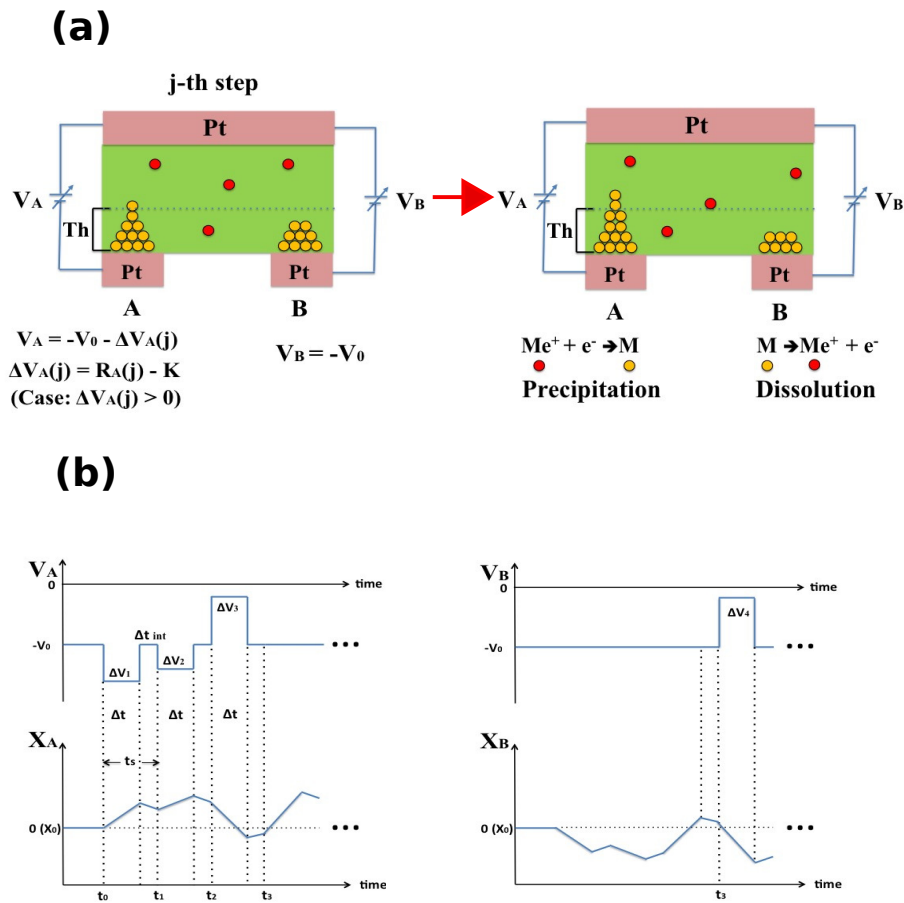 (a)
j-th step
Pt
Pt
VA
VB
VA
VB
Th
Th
Pt
Pt
Pt
Pt
A
B
A
B
VA = -V0 - ΔVA(j)
ΔVA(j) = RA(j) - K
(Case: ΔVA(j) > 0)
VB = -V0
Me+ + e- ➔M
Precipitation
M ➔Me+ + e-
Dissolution
(b)
VA
0
time
ΔV3
Δt int
-V0
ΔV1
ΔV2
•••
Δt
Δt
Δt
XA
ts
0 (X0)
•••
t0
t1
t2
t3
time
VB
0
time
ΔV4
-V0
•••
XB
0 (X0)
•••
t3
time